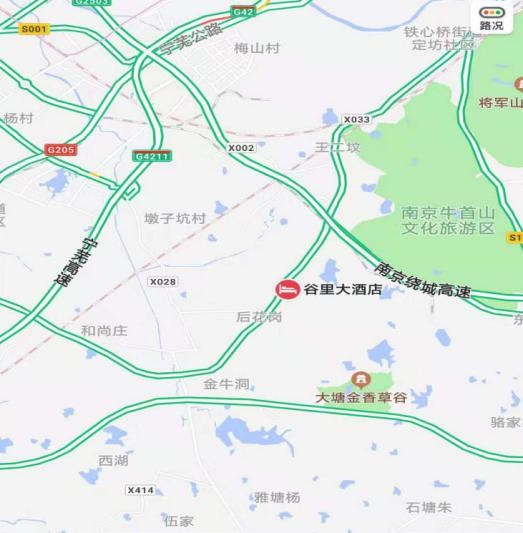 G2503
G42
S001
宁芜公路
梅山村
铁心桥街道
定坊社区
路况
将军山
杨村
X033
G205
G4211
X002
王工坟
南京牛首山
文化旅游区
S1
墩子坑村
宁芜高速
南京绕城高速
X028
谷里大酒店
后花岗
和尚庄
金牛洞
大塘金香草谷
骆家
西湖
X414
雅塘杨
石塘朱
伍家